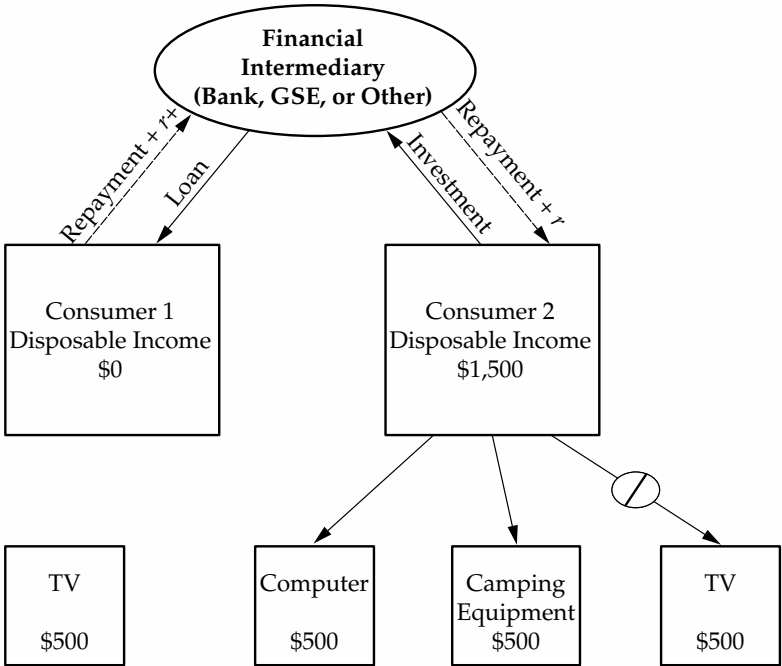 Financial
Intermediary
(Bank, GSE, or Other)
Repayment + r+
Loan
Investment
Repayment + r
Consumer 1
Disposable Income
$0
Consumer 2
Disposable Income
$1,500
TV
$500
Computer
$500
Camping
Equipment
$500
TV
$500